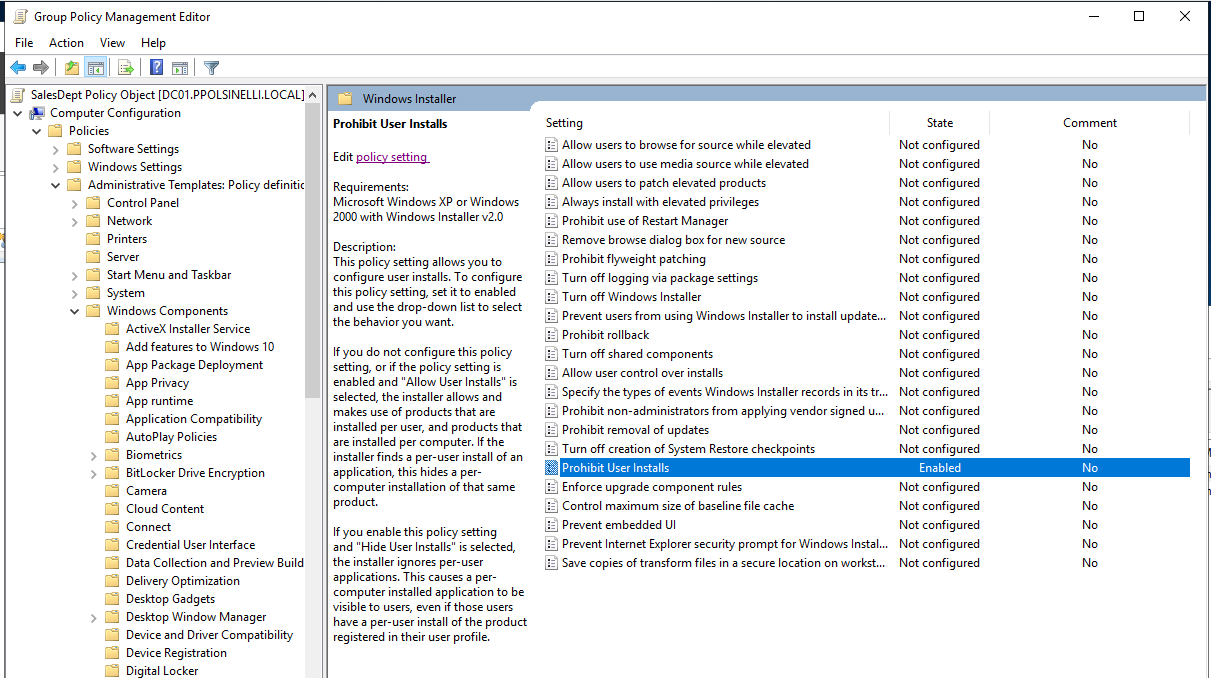 Group Policy Management Editor
File Action View Help
SalesDept Policy Object [DC01.PPOLSINELLI.LOCAL]
Computer Configuration
Policies
Software Settings
Windows Settings
Administrative Templates: Policy definitic
Control Panel
Network
Printers
Server
Start Menu and Taskbar
System
Windows Components
ActiveX Installer Service
Add features to Windows 10
App Package Deployment
App Privacy
App runtime
Application Compatibility
AutoPlay Policies
Biometrics
BitLocker Drive Encryption
Camera
Cloud Content
Connect
Credential User Interface
Data Collection and Preview Build
Delivery Optimization
Desktop Gadgets
Desktop Window Manager
Device and Driver Compatibility
Device Registration
Digital Locker
Windows Installer
Prohibit User Installs
Edit policy setting
Requirements:
Microsoft Windows XP or Windows
2000 with Windows Installer v2.0
Description:
This policy setting allows you to
configure user installs. To configure
this policy setting, set it to enabled
and use the drop-down list to select
the behavior you want.
If you do not configure this policy
setting, or if the policy setting is
enabled and "Allow User Installs" is
selected, the installer allows and
makes use of products that are
installed per user, and products that
are installed per computer. If the
installer finds a per-user install of an
application, this hides a per-
computer installation of that same
product.
If you enable this policy setting
and "Hide User Installs" is selected,
the installer ignores per-user
applications. This causes a per-
computer installed application to be
visible to users, even if those users
have a per-user install of the product
registered in their user profile.
Setting State Comment
Allow users to browse for source while elevated Not configured No
Allow users to use media source while elevated Not configured No
Allow users to patch elevated products Not configured No
Always install with elevated privileges Not configured No
Prohibit use of Restart Manager Not configured No
Remove browse dialog box for new source Not configured No
Prohibit flyweight patching Not configured No
Turn off logging via package settings Not configured No
Turn off Windows Installer Not configured No
Prevent users from using Windows Installer to install update... Not configured No
Prohibit rollback Not configured No
Turn off shared components Not configured No
Allow user control over installs Not configured No
Specify the types of events Windows Installer records in its tr... Not configured No
Prohibit non-administrators from applying vendor signed u... Not configured No
Prohibit removal of updates Not configured No
Turn off creation of System Restore checkpoints Not configured No
Prohibit User Installs Enabled No
Enforce upgrade component rules Not configured No
Control maximum size of baseline file cache Not configured No
Prevent embedded UI Not configured No
Prevent Internet Explorer security prompt for Windows Instal... Not configured No
Save copies of transform files in a secure location on workst... Not configured No